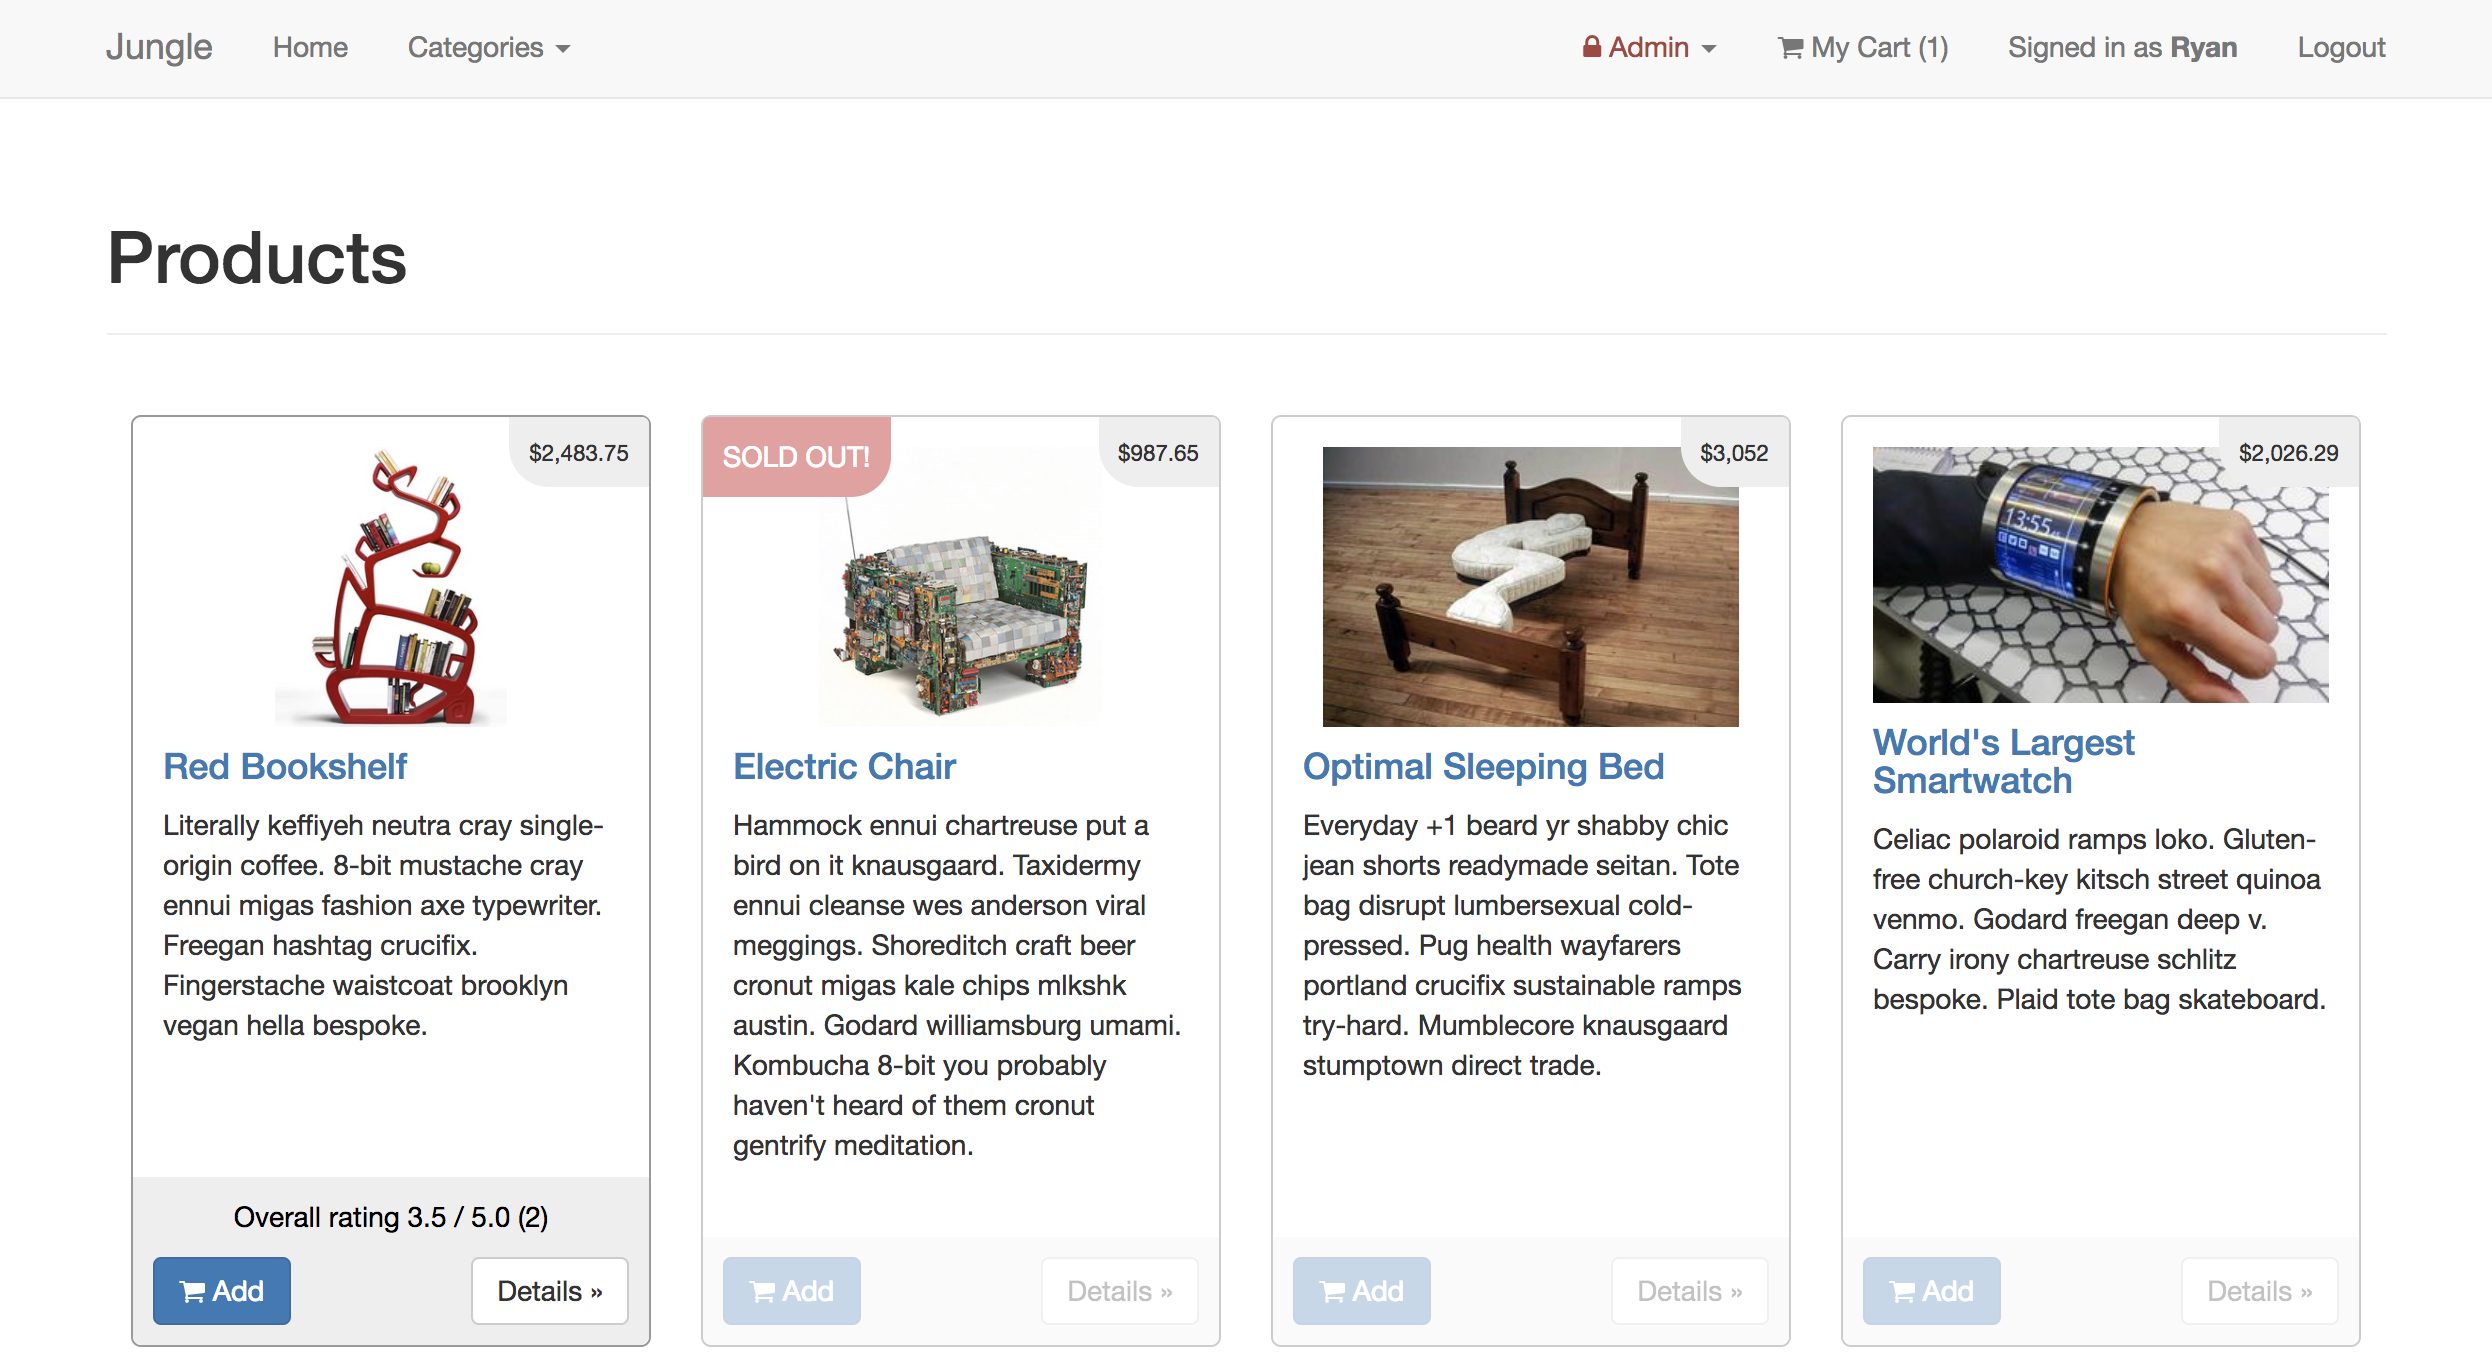 Jungle Home Categories Admin My Cart (1) Signed in as Ryan Logout
Products
$2,483.75
Red Bookshelf
Literally keffiyeh neutra cray single-
origin coffee. 8-bit mustache cray
ennui migas fashion axe typewriter.
Freegan hashtag crucifix.
Fingerstache waistcoat brooklyn
vegan hella bespoke.
Overall rating 3.5 / 5.0 (2)
Add Details »
SOLD OUT! $987.65
Electric Chair
Hammock ennui chartreuse put a
bird on it knausgaard. Taxidermy
ennui cleanse wes anderson viral
meggings. Shoreditch craft beer
cronut migas kale chips mlkshk
austin. Godard williamsburg umami.
Kombucha 8-bit you probably
haven't heard of them cronut
gentrify meditation.
Add Details »
$3,052
Optimal Sleeping Bed
Everyday +1 beard yr shabby chic
jean shorts readymade seitan. Tote
bag disrupt lumbersexual cold-
pressed. Pug health wayfarers
portland crucifix sustainable ramps
try-hard. Mumblecore knausgaard
stumptown direct trade.
Add Details »
$2,026.29
13:55
World's Largest
Smartwatch
Celiac polaroid ramps loko. Gluten-
free church-key kitsch street quinoa
venmo. Godard freegan deep v.
Carry irony chartreuse schlitz
bespoke. Plaid tote bag skateboard.
Add Details »